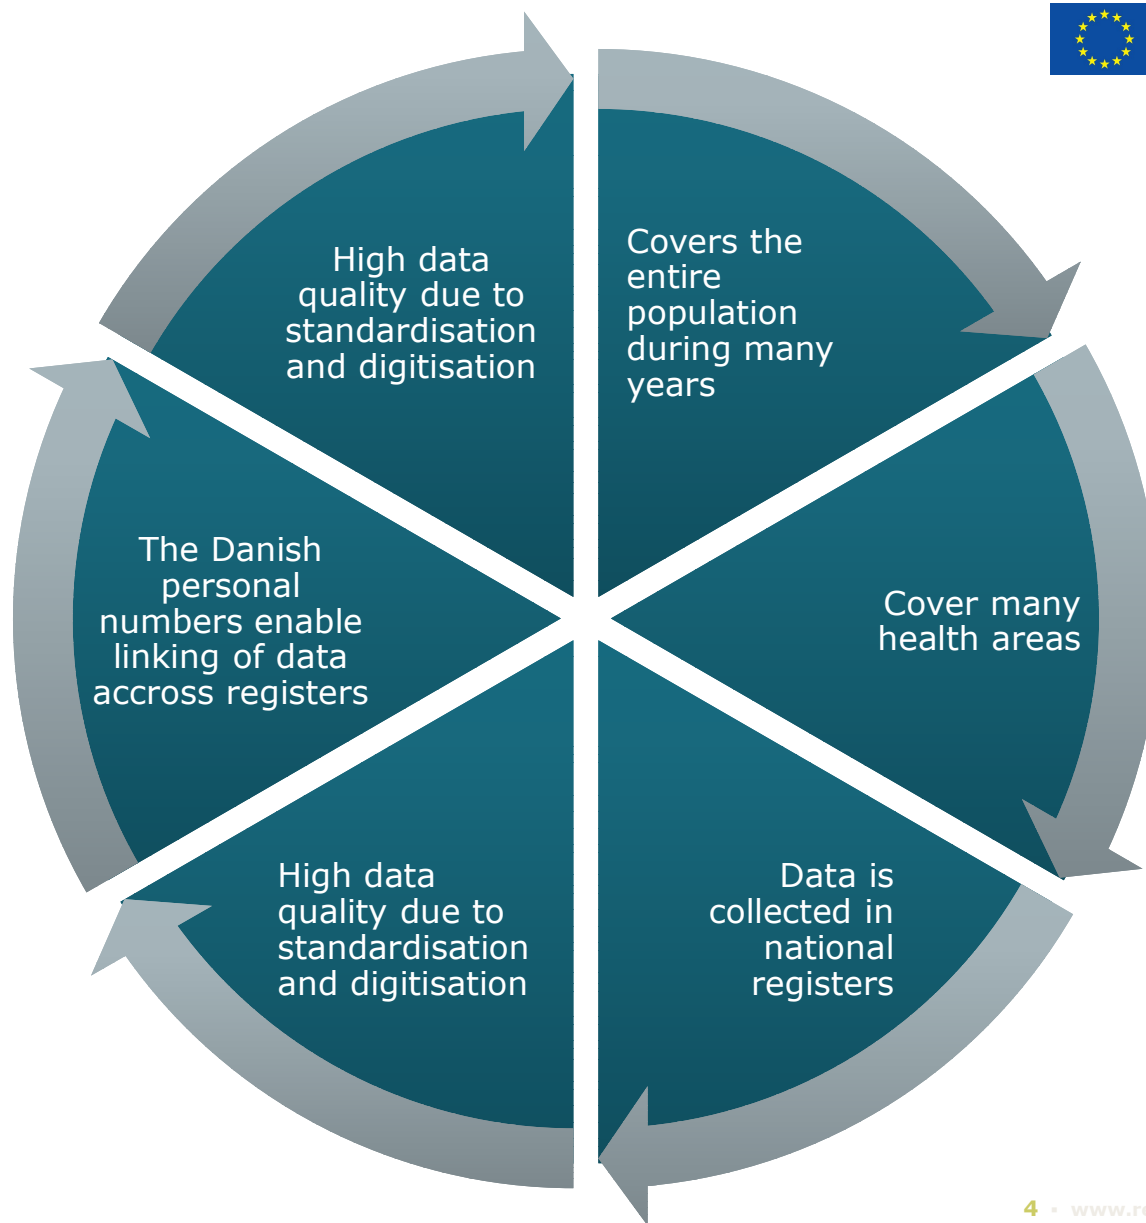 High data
quality due to
standardisation
and digitisation
Covers the
entire
population
during many
years
The Danish
personal
numbers enable
linking of data
accross registers
Cover many
health areas
High data
quality due to
standardisation
and digitisation
Data is
collected in
national
registers
4 • www.re